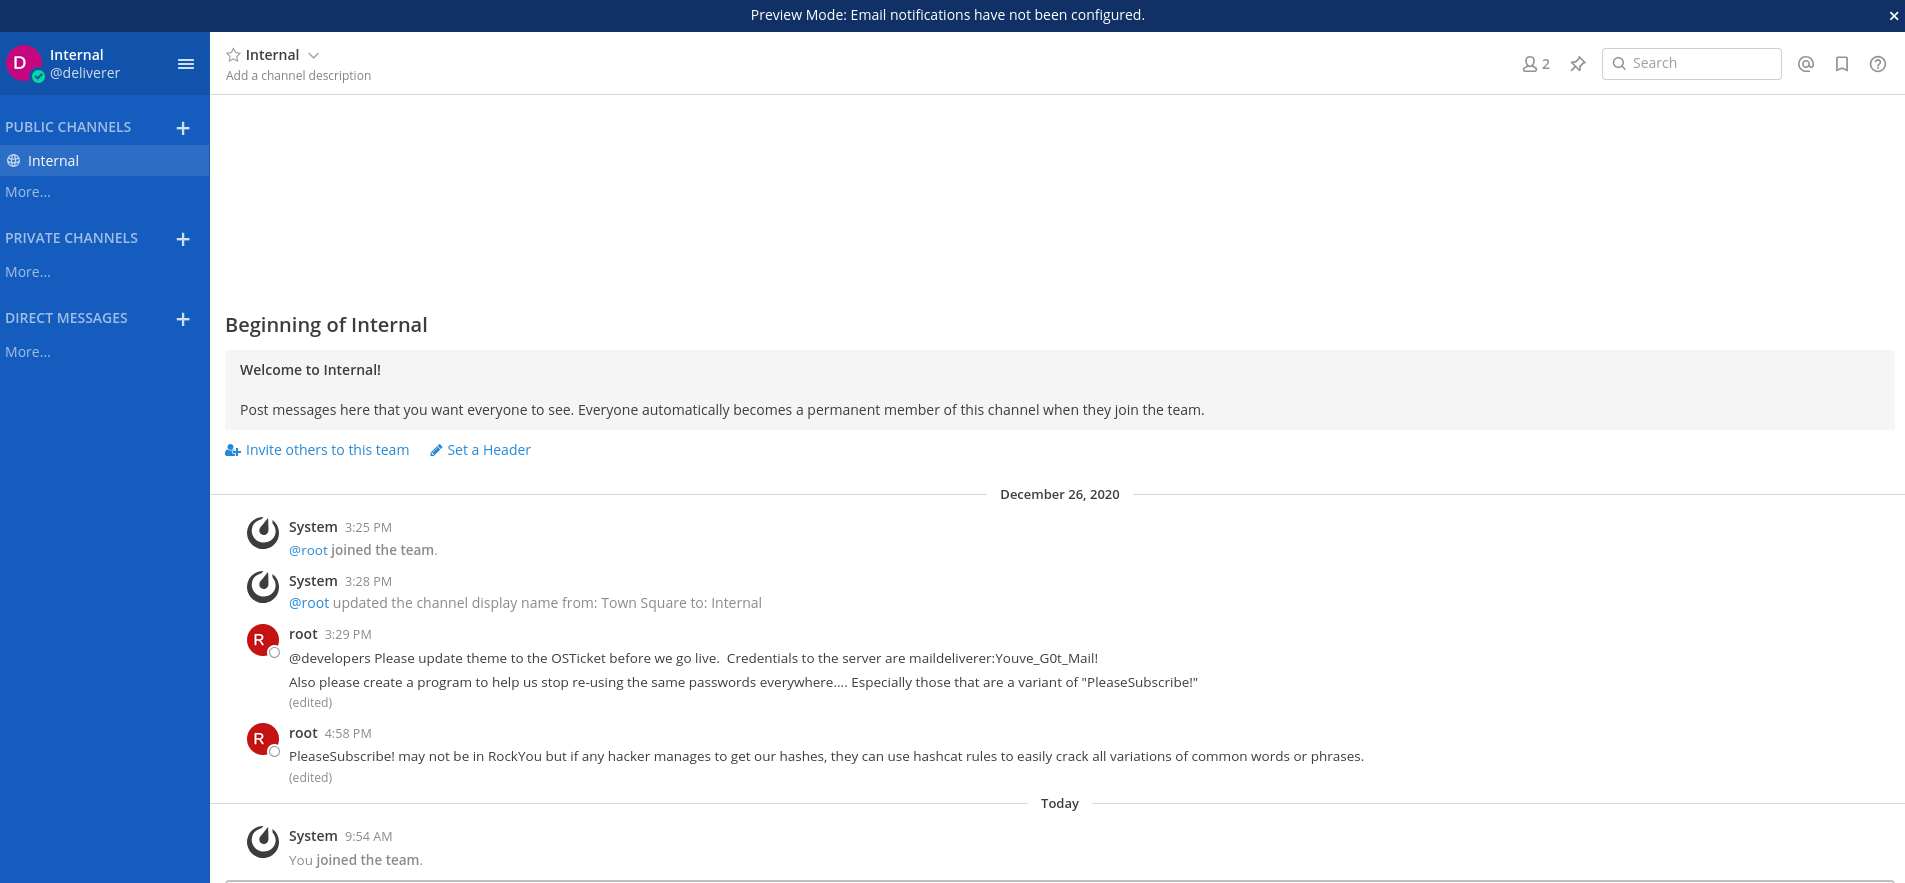 Preview Mode: Email notifications have not been configured.
×
D
Internal
@deliverer
PUBLIC CHANNELS
+
Internal
More...
PRIVATE CHANNELS
+
More...
DIRECT MESSAGES
+
More...
Internal
Add a channel description
2
Search
Beginning of Internal
Welcome to Internal!
Post messages here that you want everyone to see. Everyone automatically becomes a permanent member of this channel when they join the team.
Invite others to this team
Set a Header
December 26, 2020
System 3:25 PM
@root joined the team.
System 3:28 PM
@root updated the channel display name from: Town Square to: Internal
R
root 3:29 PM
@developers Please update theme to the OSTicket before we go live.  Credentials to the server are maildeliverer:Youve_G0t_Mail!
Also please create a program to help us stop re-using the same passwords everywhere.... Especially those that are a variant of "PleaseSubscribe!"
(edited)
R
root 4:58 PM
PleaseSubscribe! may not be in RockYou but if any hacker manages to get our hashes, they can use hashcat rules to easily crack all variations of common words or phrases.
(edited)
Today
System 9:54 AM
You joined the team.